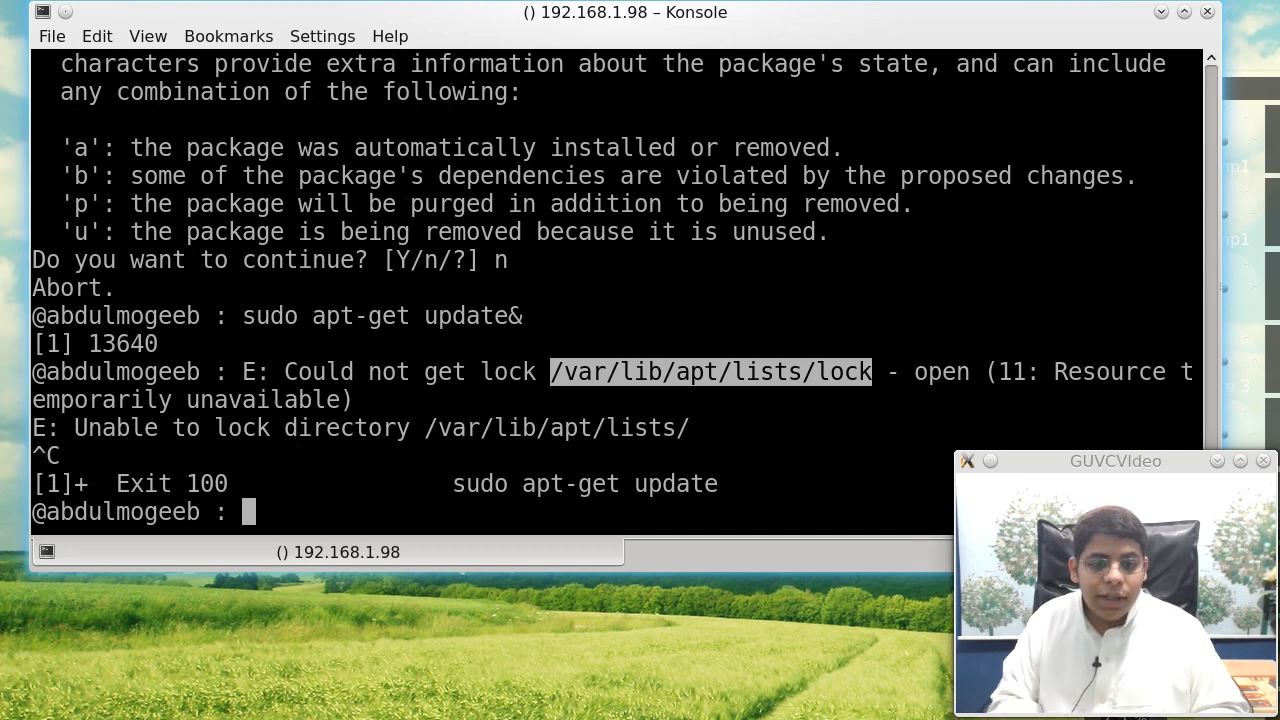 () 192.168.1.98 – Konsole
File Edit View Bookmarks Settings Help
characters provide extra information about the package's state, and can include
any combination of the following:
'a': the package was automatically installed or removed.
'b': some of the package's dependencies are violated by the proposed changes.
'p': the package will be purged in addition to being removed.
'u': the package is being removed because it is unused.
Do you want to continue? [Y/n/?] n
Abort.
@abdulmogeeb : sudo apt-get update&
[1] 13640
@abdulmogeeb : E: Could not get lock /var/lib/apt/lists/lock - open (11: Resource t
emporarily unavailable)
E: Unable to lock directory /var/lib/apt/lists/
^C
[1]+  Exit 100                sudo apt-get update
@abdulmogeeb :
() 192.168.1.98
GUVCVIdeo